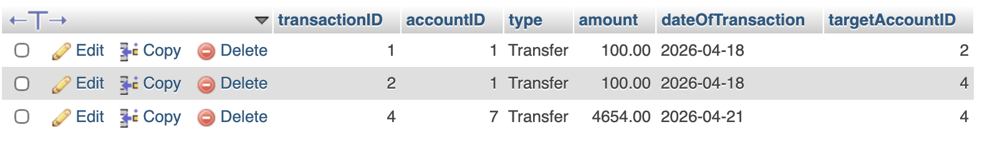 ←T→ transactionID accountID type amount dateOfTransaction targetAccountID
Edit Copy Delete 1 1 Transfer 100.00 2026-04-18 2
Edit Copy Delete 2 1 Transfer 100.00 2026-04-18 4
Edit Copy Delete 4 7 Transfer 4654.00 2026-04-21 4